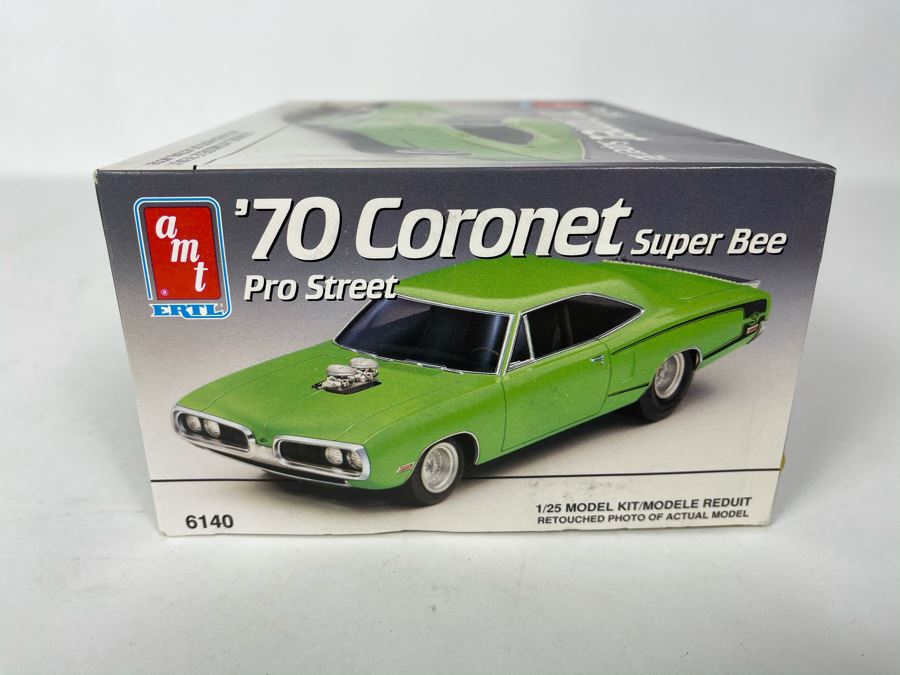 amt
ERTL
'70 Coronet Super Bee
Pro Street
6140
1/25 MODEL KIT/MODELE REDUIT
RETOUCHED PHOTO OF ACTUAL MODEL